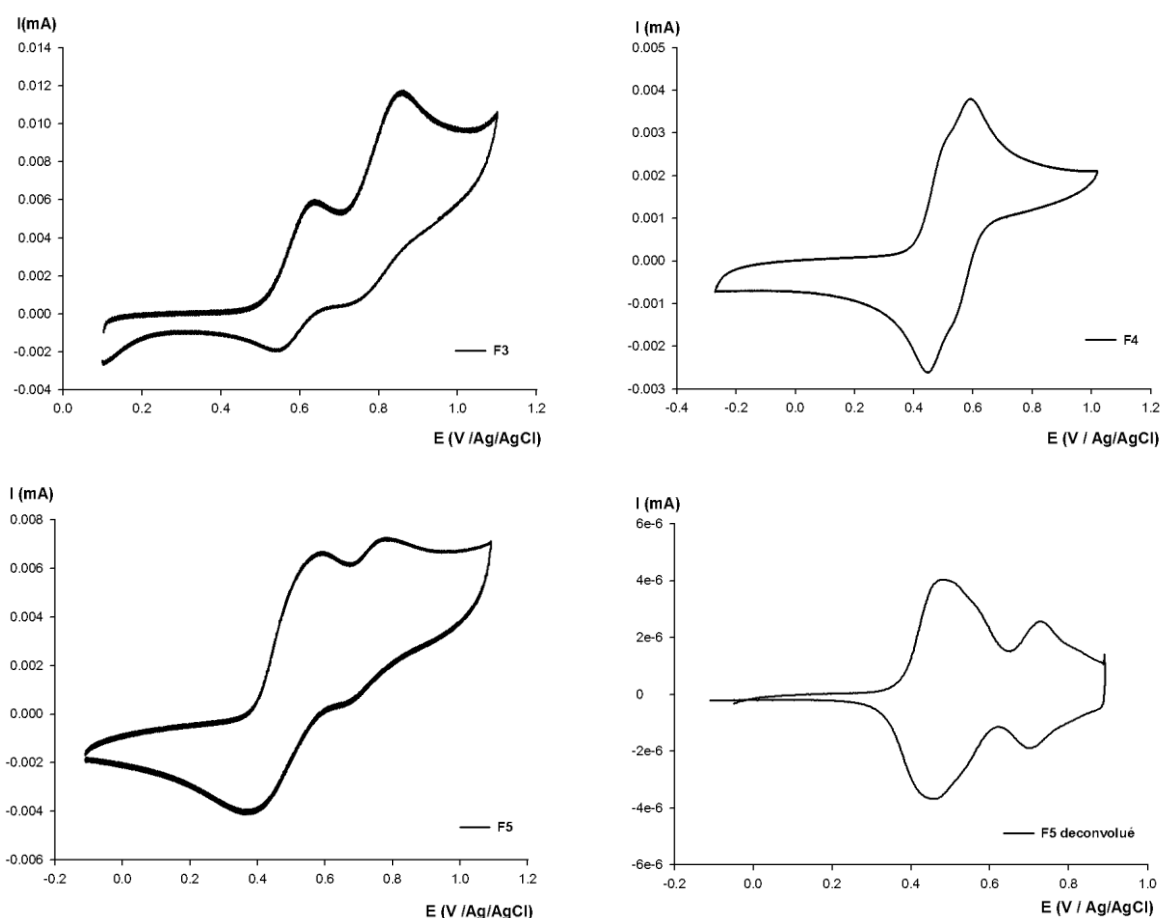 I(mA)
0.014
0.012
0.010
0.008
0.006
0.004
0.002
0.000
-0.002
-0.004
0.0 0.2 0.4 0.6 0.8 1.0 1.2
E (V /Ag/AgCl)
F3
I (mA)
0.005
0.004
0.003
0.002
0.001
0.000
-0.001
-0.002
-0.003
-0.4 -0.2 0.0 0.2 0.4 0.6 0.8 1.0 1.2
E (V / Ag/AgCl)
F4
I (mA)
0.008
0.006
0.004
0.002
0.000
-0.002
-0.004
-0.006
-0.2 0.0 0.2 0.4 0.6 0.8 1.0 1.2
E (V /Ag/AgCl)
F5
I (mA)
6e-6
4e-6
2e-6
0
-2e-6
-4e-6
-6e-6
-0.2 0.0 0.2 0.4 0.6 0.8 1.0
E (V / Ag/AgCl)
F5 deconvolué